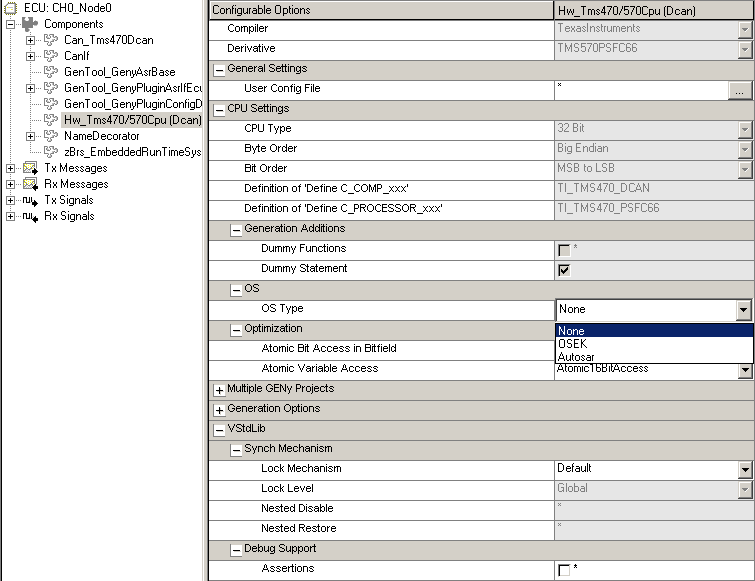 ECU: CH0_Node0
Components
Can_Tms470Dcan
CanIf
GenTool_GenyAsrBase
GenTool_GenyPluginAsrIfEcu
GenTool_GenyPluginConfigD
Hw_Tms470/570Cpu (Dcan)
NameDecorator
zBrs_EmbeddedRunTimeSys
Tx Messages
Rx Messages
Tx Signals
Rx Signals
Configurable Options Hw_Tms470/570Cpu (Dcan)
Compiler TexasInstruments
Derivative TMS570PSFC66
General Settings
User Config File * ...
CPU Settings
CPU Type 32 Bit
Byte Order Big Endian
Bit Order MSB to LSB
Definition of 'Define C_COMP_xxx' TI_TMS470_DCAN
Definition of 'Define C_PROCESSOR_xxx' TI_TMS470_PSFC66
Generation Additions
Dummy Functions *
Dummy Statement
OS
OS Type None
None
OSEK
Autosar
Optimization
Atomic Bit Access in Bitfield
Atomic Variable Access Atomic16BitAccess
Multiple GENy Projects
Generation Options
VStdLib
Synch Mechanism
Lock Mechanism Default
Lock Level Global
Nested Disable *
Nested Restore *
Debug Support
Assertions *